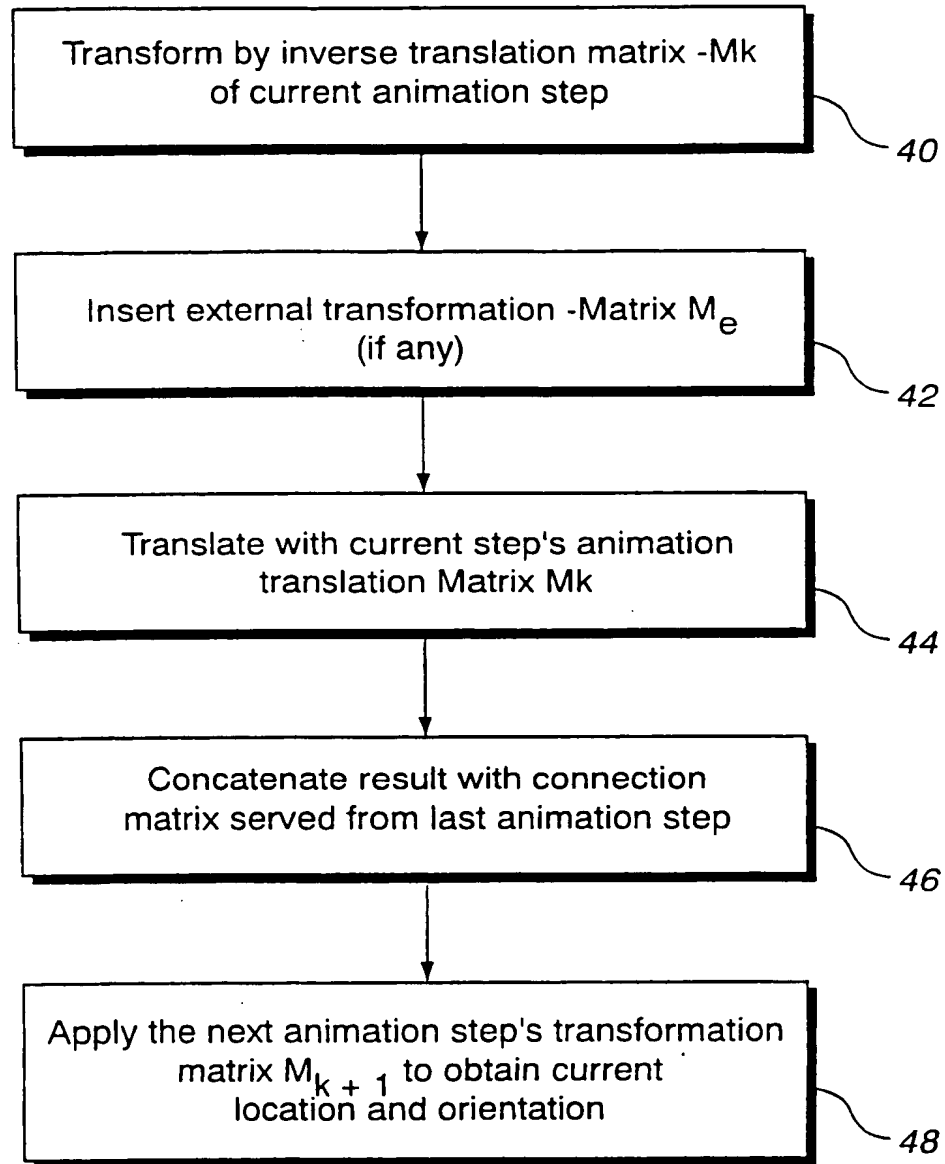 Transform by inverse translation matrix -Mk
of current animation step
40
Insert external transformation -Matrix Me
(if any)
42
Translate with current step's animation
translation Matrix Mk
44
Concatenate result with connection
matrix served from last animation step
46
Apply the next animation step's transformation
matrix Mk + 1 to obtain current
location and orientation
48